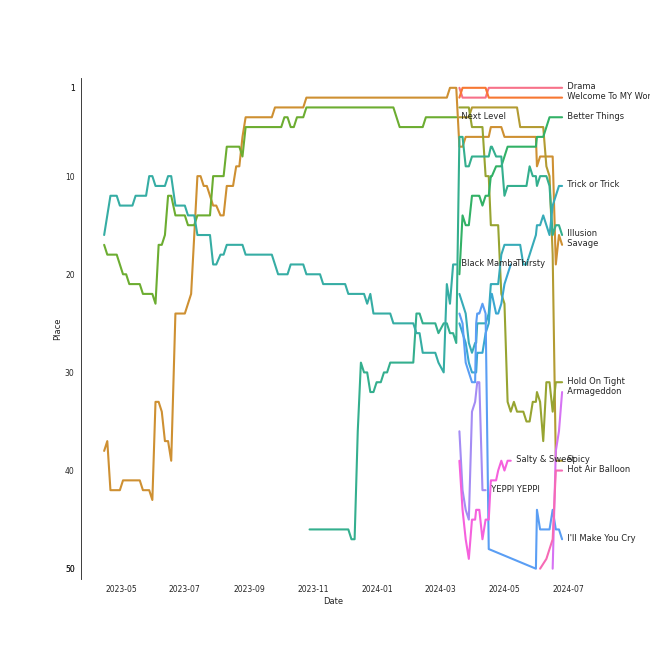 1
Drama
Welcome To MY Wor
Next Level
Better Things
10
Trick or Trick
Illusion
Savage
20
Black Mamba
Thirsty
Place
30
Hold On Tight
Armageddon
40
Salty & Sweet
Spicy
Hot Air Balloon
YEPPI YEPPI
I'll Make You Cry
50
2023-05 2023-07 2023-09 2023-11 2024-01 2024-03 2024-05 2024-07
Date